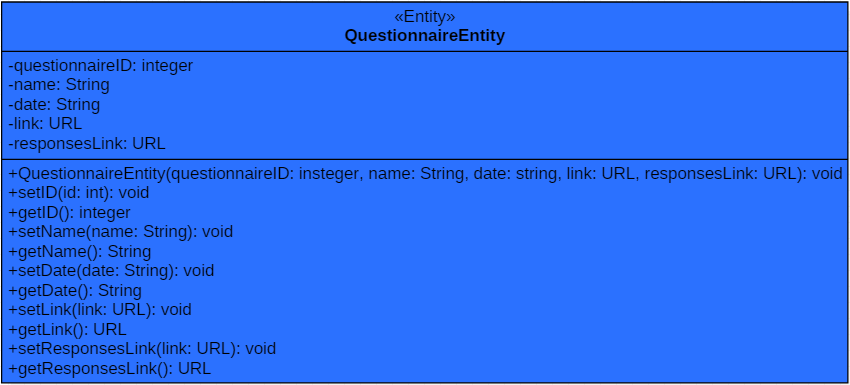 «Entity»
QuestionnaireEntity
-questionnaireID: integer
-name: String
-date: String
-link: URL
-responsesLink: URL
+QuestionnaireEntity(questionnaireID: insteger, name: String, date: string, link: URL, responsesLink: URL): void
+setID(id: int): void
+getID(): integer
+setName(name: String): void
+getName(): String
+setDate(date: String): void
+getDate(): String
+setLink(link: URL): void
+getLink(): URL
+setResponsesLink(link: URL): void
+getResponsesLink(): URL